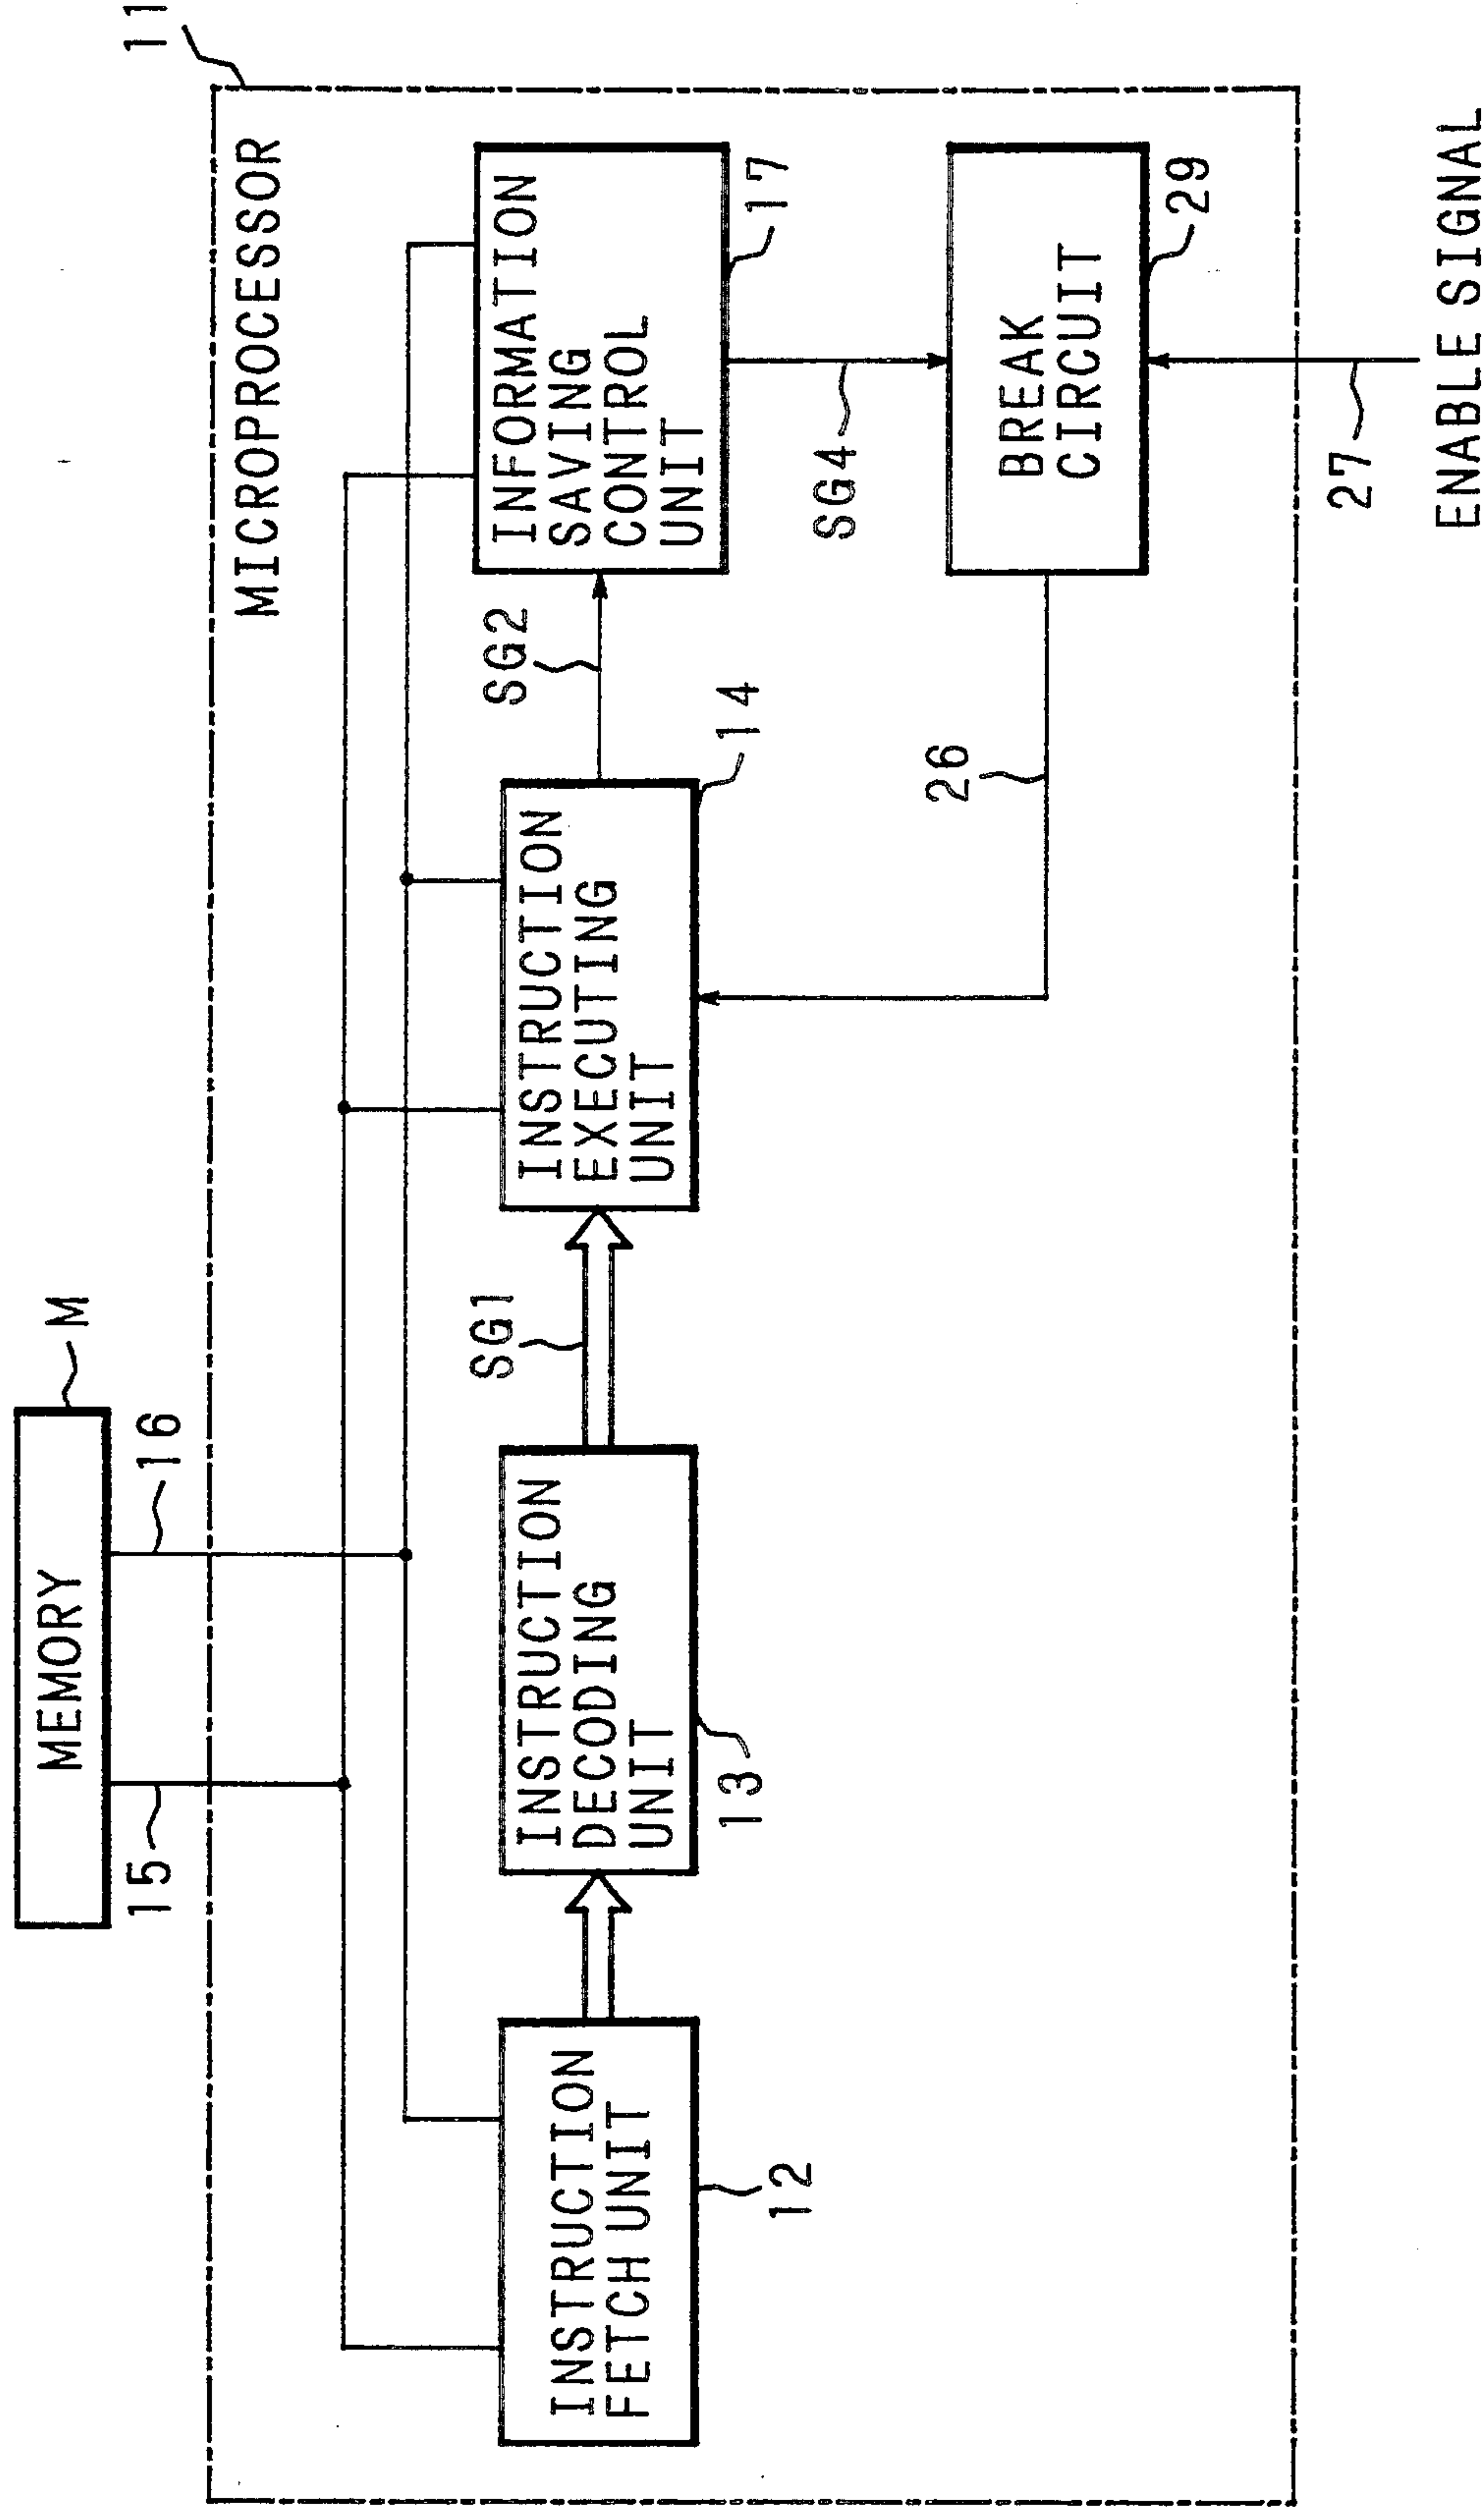 11
MEMORY
M
15
16
MICROPROCESSOR
INSTRUCTION
FETCH UNIT
12
INSTRUCTION
DECODING
UNIT
13
SG1
INSTRUCTION
EXECUTING
UNIT
14
SG2
INFORMATION
SAVING
CONTROL
UNIT
17
SG4
26
BREAK
CIRCUIT
29
27
ENABLE SIGNAL